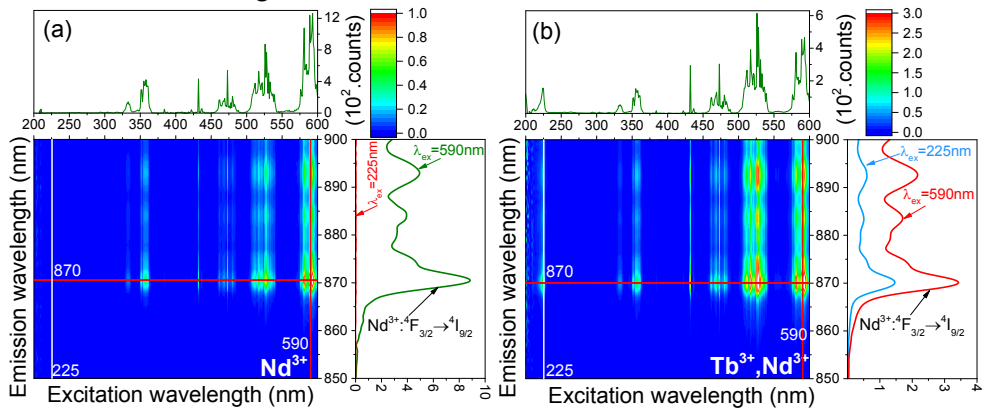 (a)
12
8
4
0
200 250 300 350 400 450 500 550 600
1.0
0.8
0.6
0.4
0.2
0.0
(10².counts)
900
890
880
870
860
850
Emission wavelength (nm)
870
225
590
Nd³⁺
Excitation wavelength (nm)
λex=225nm
λex=590nm
Nd³⁺:⁴F3/2→⁴I9/2
0 2 4 6 8 10
(b)
6
4
2
200 250 300 350 400 450 500 550 600
3.0
2.5
2.0
1.5
1.0
0.5
0.0
(10².counts)
900
890
880
870
860
850
Emission wavelength (nm)
870
225
590
Tb³⁺,Nd³⁺
Excitation wavelength (nm)
λex=225nm
λex=590nm
Nd³⁺:⁴F3/2→⁴I9/2
1 2 3 4